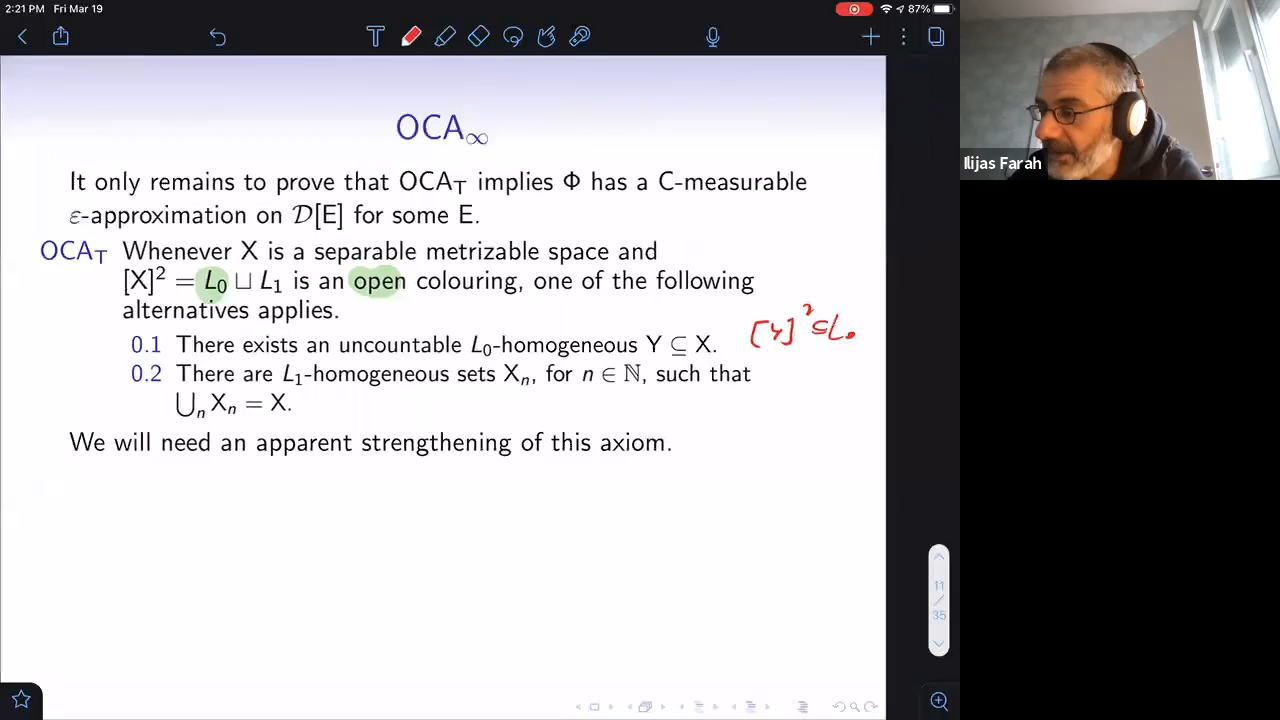 2:21 PM Fri Mar 19
87%
OCA∞
It only remains to prove that OCA_T implies Φ has a C-measurable
ε-approximation on 𝒟[E] for some E.
OCA_T Whenever X is a separable metrizable space and
[X]² = L₀ ⊔ L₁ is an open colouring, one of the following
alternatives applies.
0.1 There exists an uncountable L₀-homogeneous Y ⊆ X.
[Y]² ⊆ L₀
0.2 There are L₁-homogeneous sets Xₙ, for n ∈ ℕ, such that
⋃ₙ Xₙ = X.
We will need an apparent strengthening of this axiom.
11
/
35
Ilijas Farah